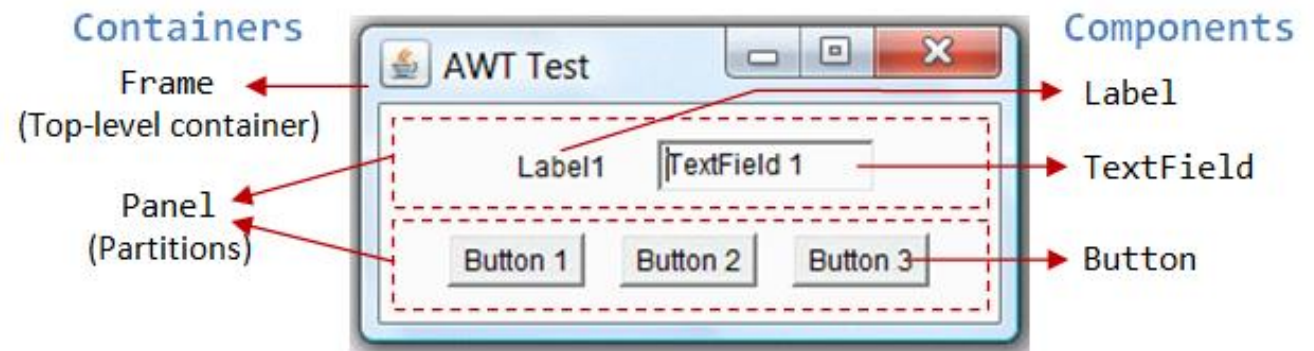 Containers
Frame
(Top-level container)
Panel
(Partitions)
AWT Test
Label1
TextField 1
Button 1
Button 2
Button 3
Components
Label
TextField
Button